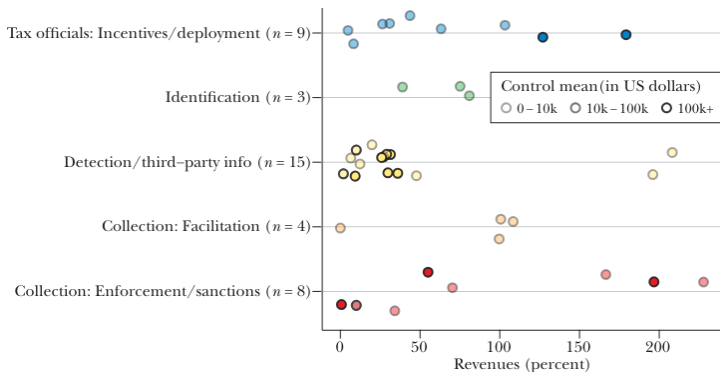 Tax officials: Incentives/deployment (n = 9)
Control mean (in US dollars)
0–10k 10k–100k 100k+
Identification (n = 3)
Detection/third–party info (n = 15)
Collection: Facilitation (n = 4)
Collection: Enforcement/sanctions (n = 8)
0 50 100 150 200
Revenues (percent)